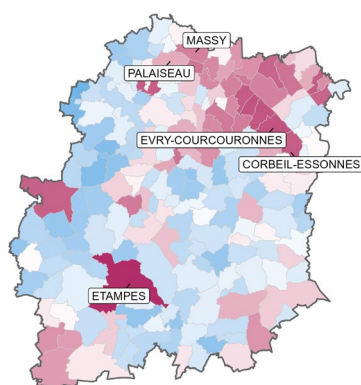 MASSY
PALAISEAU
EVRY-COURCOURONNES
CORBEIL-ESSONNES
ETAMPES